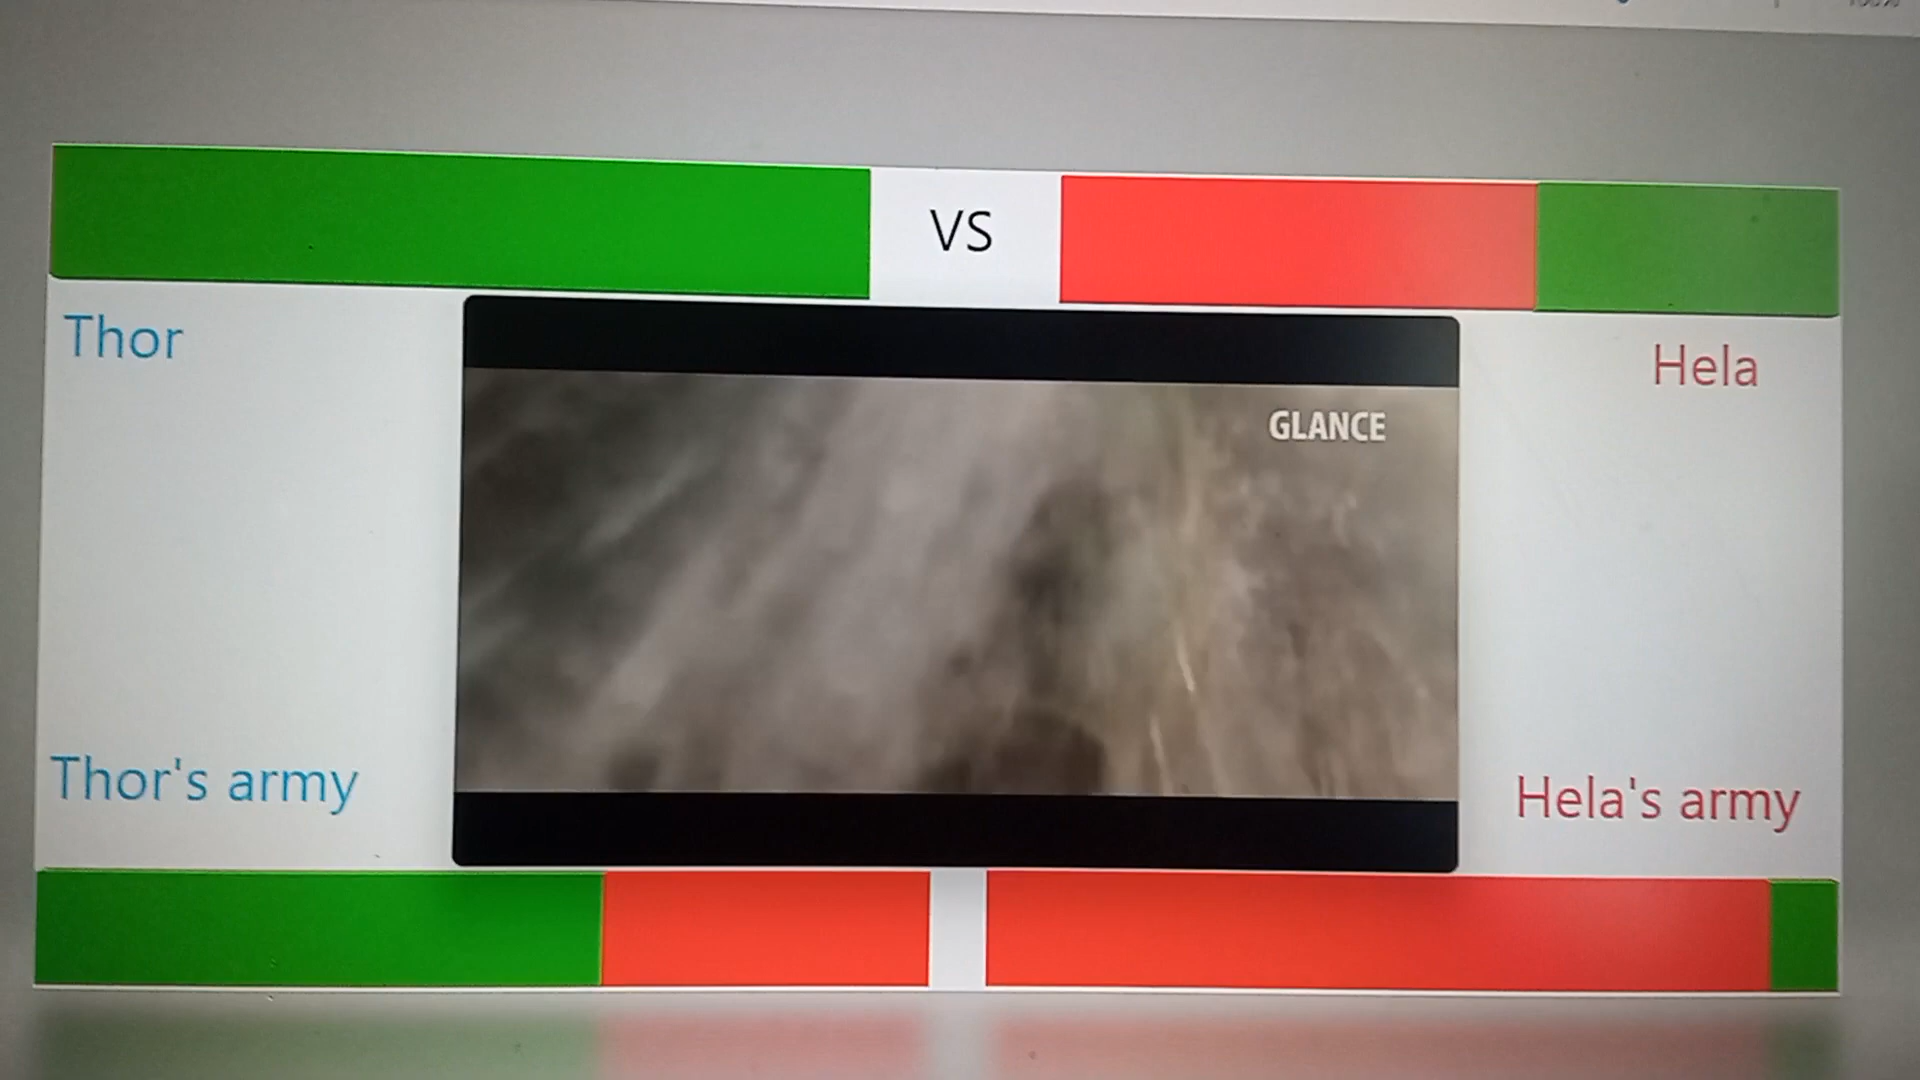 VS
Thor
Hela
GLANCE
Thor's army
Hela's army